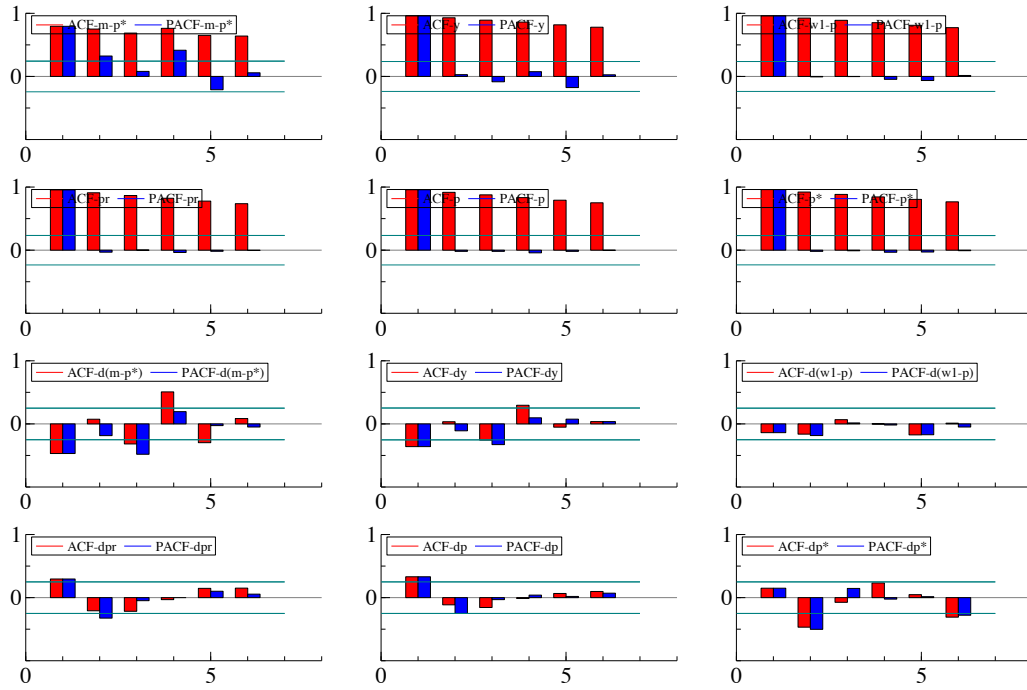 1
ACF-m-p* PACF-m-p*
0
0 5
ACF-y PACF-y
0 5
ACF-w1-p PACF-w1-p
0 5
1
ACF-pr PACF-pr
0
0 5
1
ACF-p PACF-p
0
0 5
1
ACF-p* PACF-p*
0
0 5
1
ACF-d(m-p*) PACF-d(m-p*)
0
0 5
1
ACF-dy PACF-dy
0
0 5
1
ACF-d(w1-p) PACF-d(w1-p)
0
0 5
1
ACF-dpr PACF-dpr
0
0 5
1
ACF-dp PACF-dp
0
0 5
1
ACF-dp* PACF-dp*
0
0 5